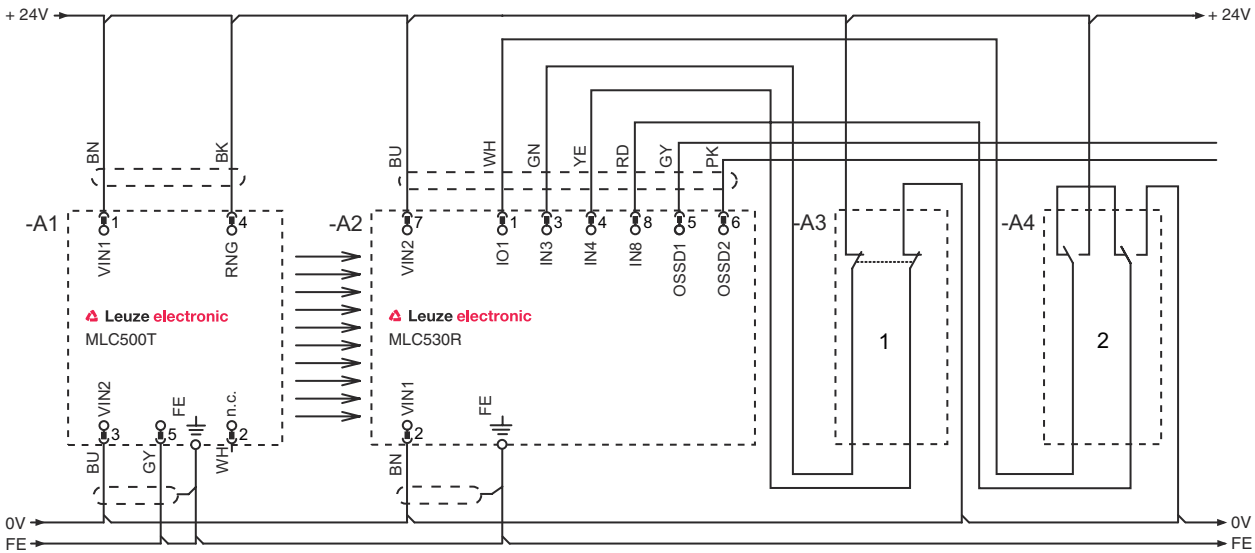 + 24V
+ 24V
BN
BK
BU
WH
GN
YE
RD
GY
PK
-A1
1
4
-A2
7
1
3
4
8
5
6
-A3
-A4
VIN1
RNG
VIN2
IO1
IN3
IN4
IN8
OSSD1
OSSD2
Leuze electronic
MLC500T
Leuze electronic
MLC530R
1
2
VIN2
FE
n.c.
VIN1
FE
3
5
2
2
BU
GY
WH
BN
0V
0V
FE
FE